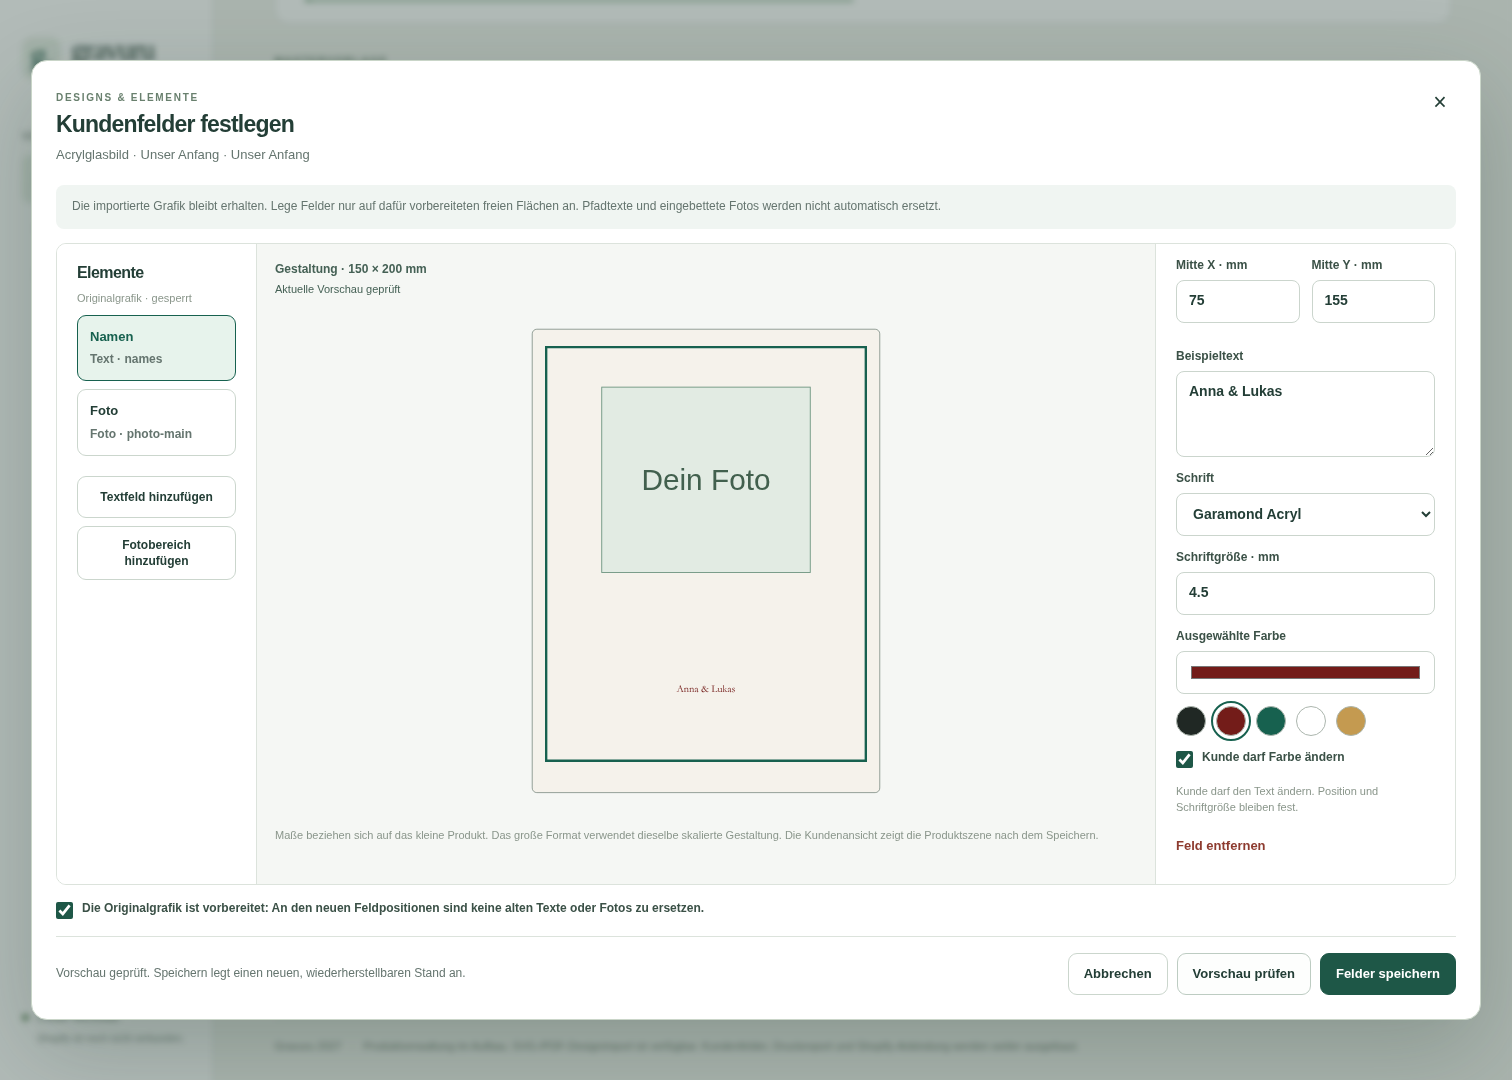 DESIGNS & ELEMENTE
Kundenfelder festlegen
Acrylglasbild · Unser Anfang · Unser Anfang
×
Die importierte Grafik bleibt erhalten. Lege Felder nur auf dafür vorbereiteten freien Flächen an. Pfadtexte und eingebettete Fotos werden nicht automatisch ersetzt.
Elemente
Originalgrafik · gesperrt
Namen
Text · names
Foto
Foto · photo-main
Textfeld hinzufügen
Fotobereich
hinzufügen
Gestaltung · 150 × 200 mm
Aktuelle Vorschau geprüft
Dein Foto
Anna & Lukas
Maße beziehen sich auf das kleine Produkt. Das große Format verwendet dieselbe skalierte Gestaltung. Die Kundenansicht zeigt die Produktszene nach dem Speichern.
Mitte X · mm
Mitte Y · mm
75
155
Beispieltext
Anna & Lukas
Schrift
Garamond Acryl
Schriftgröße · mm
4.5
Ausgewählte Farbe
Kunde darf Farbe ändern
Kunde darf den Text ändern. Position und
Schriftgröße bleiben fest.
Feld entfernen
Die Originalgrafik ist vorbereitet: An den neuen Feldpositionen sind keine alten Texte oder Fotos zu ersetzen.
Vorschau geprüft. Speichern legt einen neuen, wiederherstellbaren Stand an.
Abbrechen
Vorschau prüfen
Felder speichern